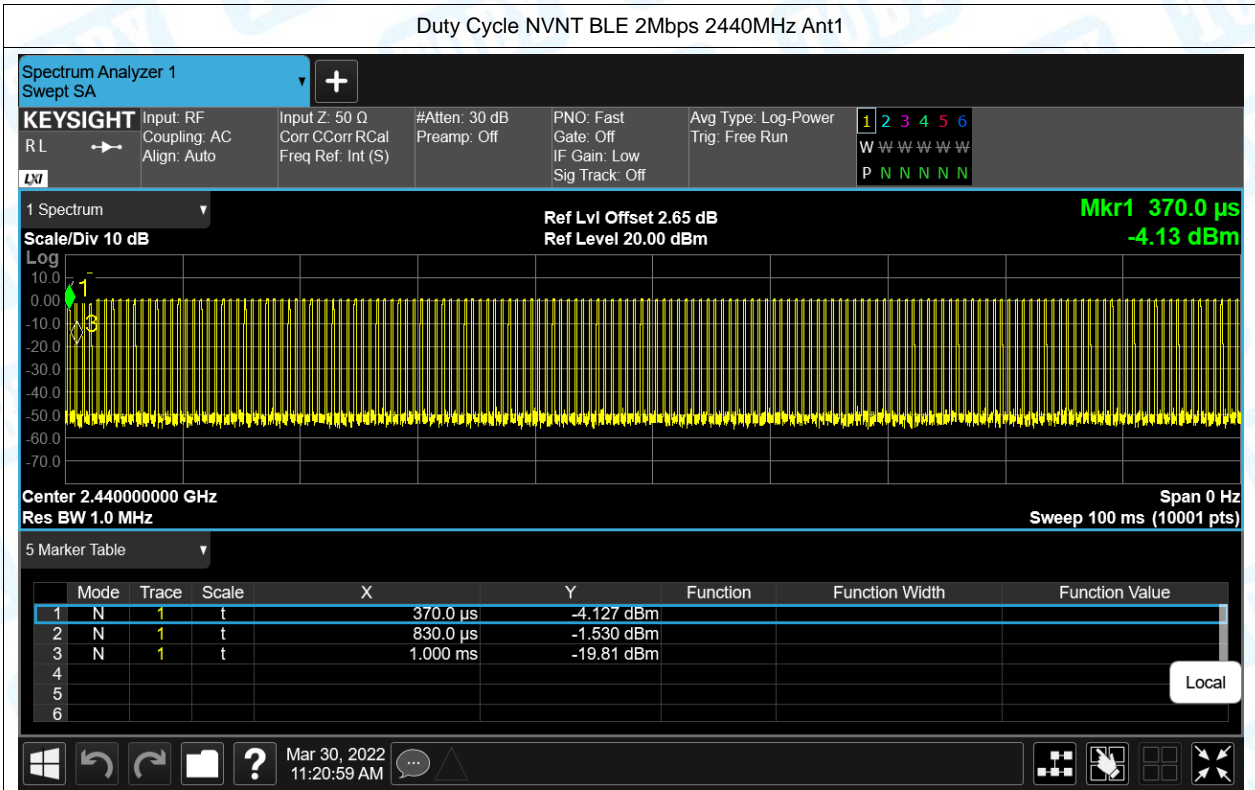 Duty Cycle NVNT BLE 2Mbps 2440MHz Ant1
Spectrum Analyzer 1
Swept SA
KEYSIGHT
RL
LXI
Input: RF
Coupling: AC
Align: Auto
Input Z: 50 Ω
Corr CCorr RCal
Freq Ref: Int (S)
#Atten: 30 dB
Preamp: Off
PNO: Fast
Gate: Off
IF Gain: Low
Sig Track: Off
Avg Type: Log-Power
Trig: Free Run
1 2 3 4 5 6
W W W W W W
P N N N N N
1 Spectrum
Scale/Div 10 dB
Ref Lvl Offset 2.65 dB
Ref Level 20.00 dBm
Mkr1 370.0 µs
-4.13 dBm
Log
10.0
0.00
-10.0
-20.0
-30.0
-40.0
-50.0
-60.0
-70.0
1
3
Center 2.440000000 GHz
Res BW 1.0 MHz
Span 0 Hz
Sweep 100 ms (10001 pts)
5 Marker Table
Mode Trace Scale X Y Function Function Width Function Value
1 N 1 t 370.0 µs -4.127 dBm
2 N 1 t 830.0 µs -1.530 dBm
3 N 1 t 1.000 ms -19.81 dBm
4
5
6
Local
?
Mar 30, 2022
11:20:59 AM